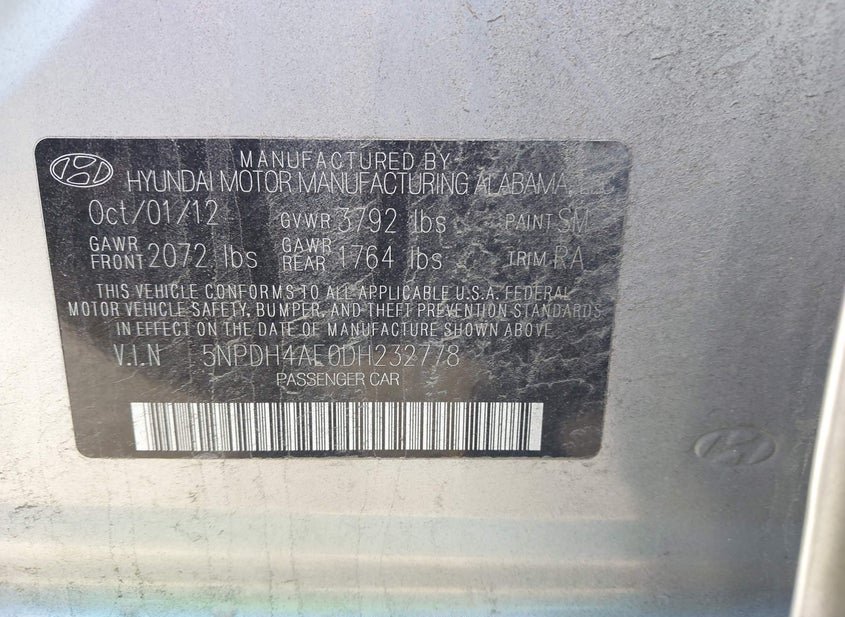 MANUFACTURED BY
HYUNDAI MOTOR MANUFACTURING ALABAMA, LLC
Oct/01/12 GVWR 3792 lbs PAINT SM
GAWR FRONT 2072 lbs GAWR REAR 1764 lbs TRIM RA
THIS VEHICLE CONFORMS TO ALL APPLICABLE U.S.A. FEDERAL
MOTOR VEHICLE SAFETY, BUMPER, AND THEFT PREVENTION STANDARDS
IN EFFECT ON THE DATE OF MANUFACTURE SHOWN ABOVE.
V.I.N 5NPDH4AE0DH232778
PASSENGER CAR